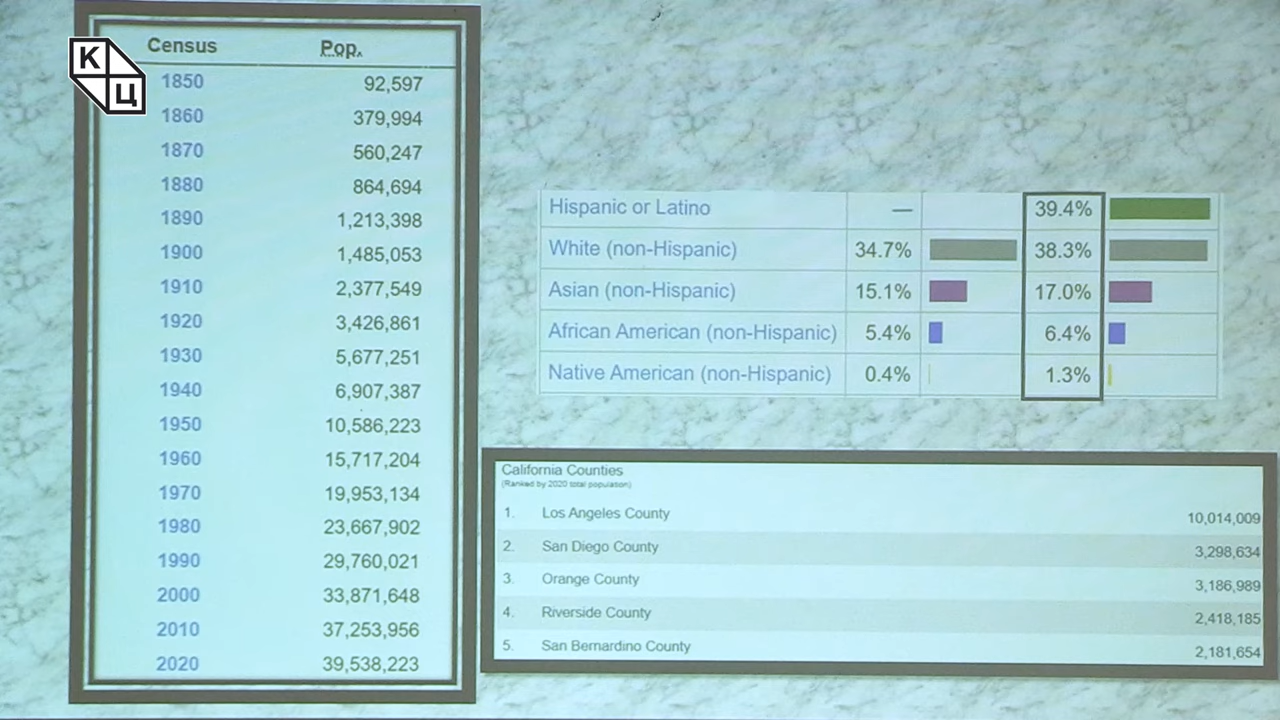 К
Ц
Census Pop.
1850 92,597
1860 379,994
1870 560,247
1880 864,694
1890 1,213,398
1900 1,485,053
1910 2,377,549
1920 3,426,861
1930 5,677,251
1940 6,907,387
1950 10,586,223
1960 15,717,204
1970 19,953,134
1980 23,667,902
1990 29,760,021
2000 33,871,648
2010 37,253,956
2020 39,538,223
Hispanic or Latino — 39.4%
White (non-Hispanic) 34.7% 38.3%
Asian (non-Hispanic) 15.1% 17.0%
African American (non-Hispanic) 5.4% 6.4%
Native American (non-Hispanic) 0.4% 1.3%
California Counties
(Ranked by 2020 total population)
1. Los Angeles County 10,014,009
2. San Diego County 3,298,634
3. Orange County 3,186,989
4. Riverside County 2,418,185
5. San Bernardino County 2,181,654